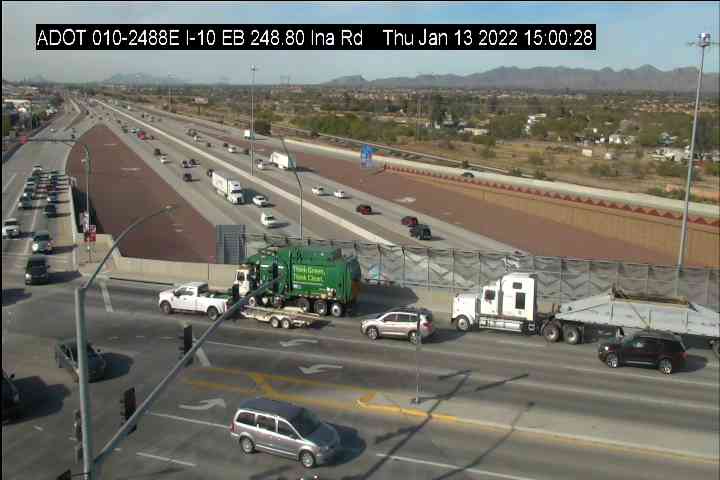 ADOT 010-2488E I-10 EB 248.80 Ina Rd Thu Jan 13 2022 15:00:28
Think Green.
Think Clean.